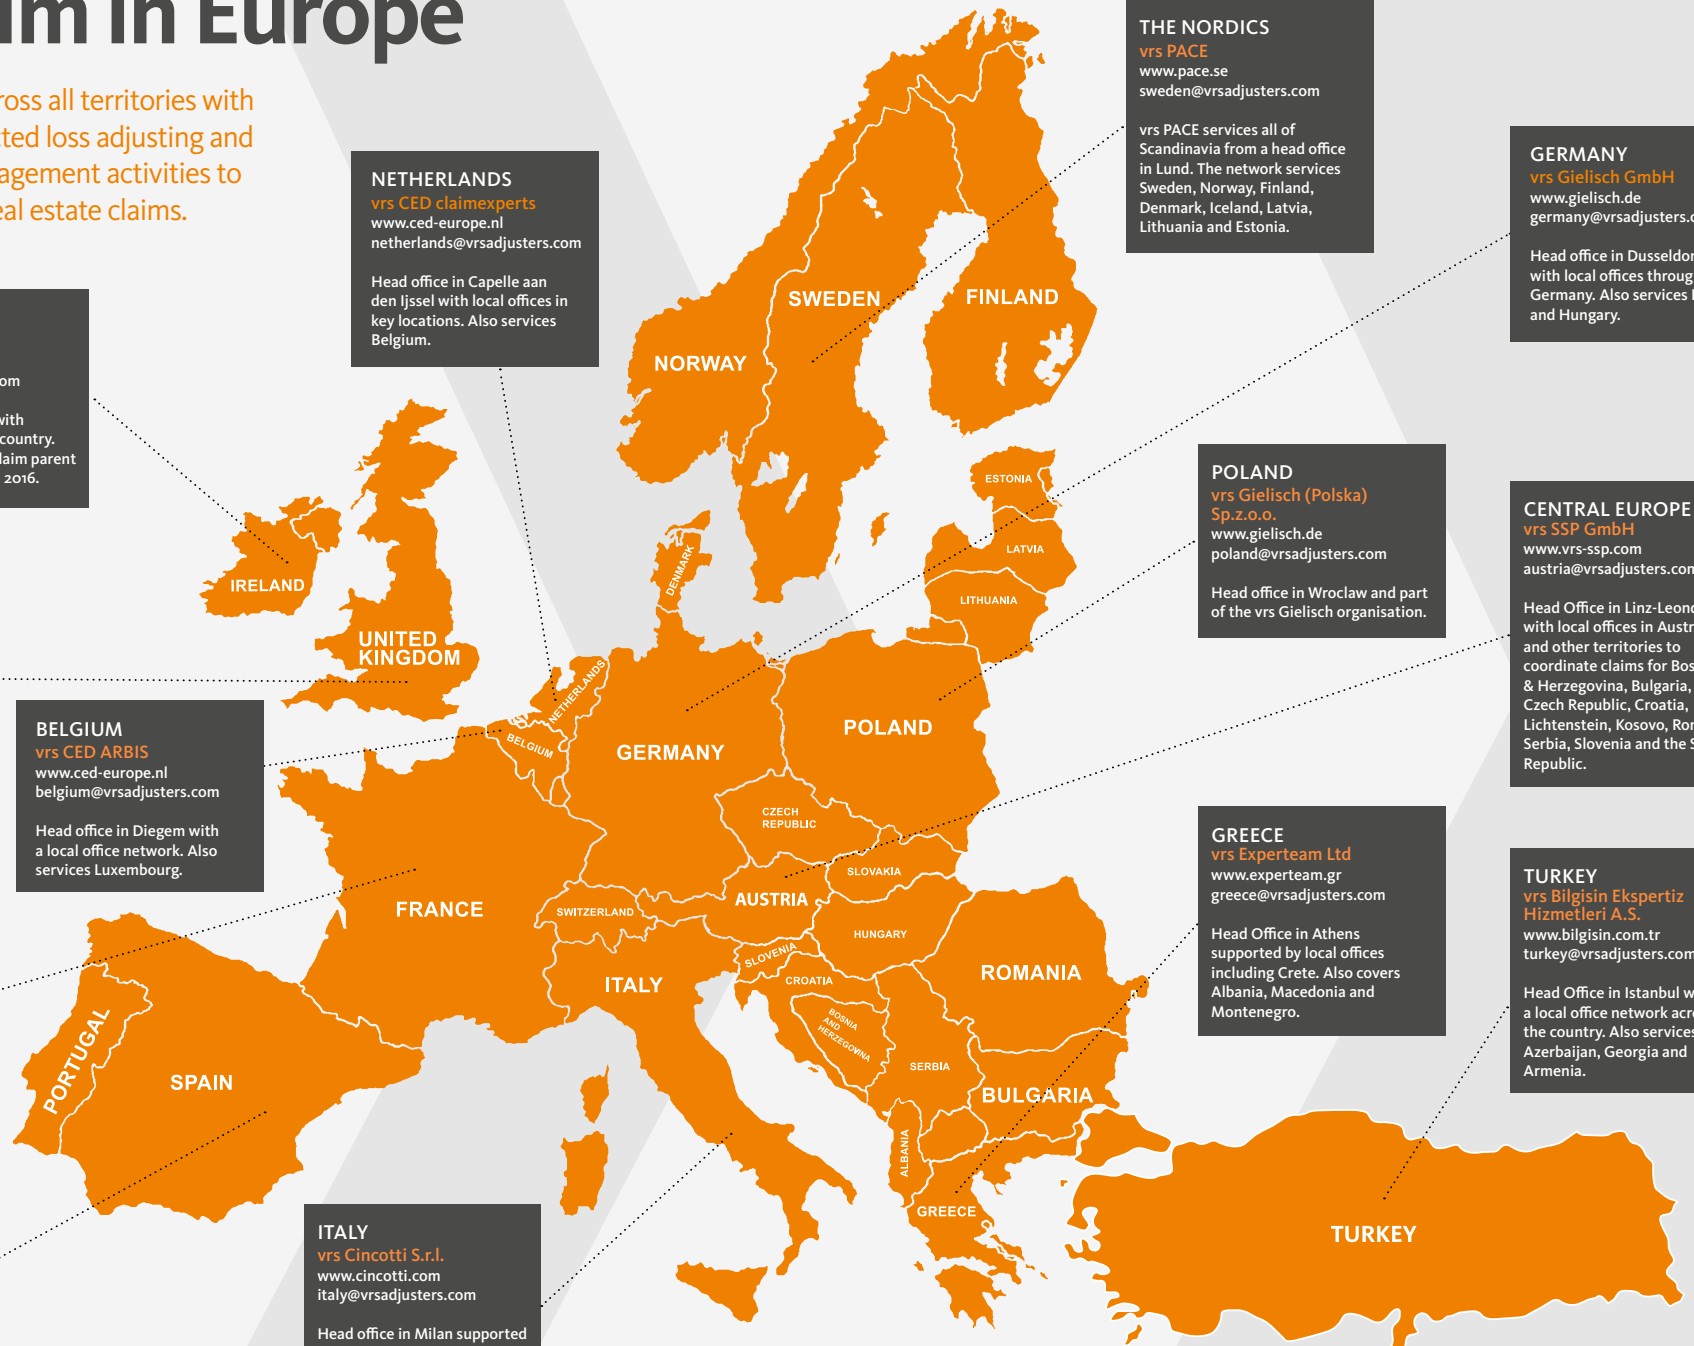 im in Europe
ross all territories with
cted loss adjusting and
agement activities to
eal estate claims.
THE NORDICS
vrs PACE
www.pace.se
sweden@vrsadjusters.com
vrs PACE services all of
Scandinavia from a head office
in Lund. The network services
Sweden, Norway, Finland,
Denmark, Iceland, Latvia,
Lithuania and Estonia.
NETHERLANDS
vrs CED claimexperts
www.ced-europe.nl
netherlands@vrsadjusters.com
Head office in Capelle aan
den Ijssel with local offices in
key locations. Also services
Belgium.
GERMANY
vrs Gielisch GmbH
www.gielisch.de
germany@vrsadjusters.c
Head office in Dusseldor
with local offices throug
Germany. Also services
and Hungary.
om
with
country.
laim parent
2016.
POLAND
vrs Gielisch (Polska)
Sp.z.o.o.
www.gielisch.de
poland@vrsadjusters.com
Head office in Wroclaw and part
of the vrs Gielisch organisation.
CENTRAL EUROPE
vrs SSP GmbH
www.vrs-ssp.com
austria@vrsadjusters.com
Head Office in Linz-Leond
with local offices in Austr
and other territories to
coordinate claims for Bos
& Herzegovina, Bulgaria,
Czech Republic, Croatia,
Lichtenstein, Kosovo, Ron
Serbia, Slovenia and the S
Republic.
BELGIUM
vrs CED ARBIS
www.ced-europe.nl
belgium@vrsadjusters.com
Head office in Diegem with
a local office network. Also
services Luxembourg.
GREECE
vrs Experteam Ltd
www.experteam.gr
greece@vrsadjusters.com
Head Office in Athens
supported by local offices
including Crete. Also covers
Albania, Macedonia and
Montenegro.
TURKEY
vrs Bilgisin Ekspertiz
Hizmetleri A.S.
www.bilgisin.com.tr
turkey@vrsadjusters.com
Head Office in Istanbul w
a local office network acro
the country. Also services
Azerbaijan, Georgia and
Armenia.
ITALY
vrs Cincotti S.r.l.
www.cincotti.com
italy@vrsadjusters.com
Head office in Milan supported
SWEDEN
FINLAND
NORWAY
ESTONIA
LATVIA
LITHUANIA
DENMARK
IRELAND
UNITED
KINGDOM
NETHERLANDS
BELGIUM
GERMANY
POLAND
CZECH
REPUBLIC
SLOVAKIA
AUSTRIA
FRANCE
SWITZERLAND
HUNGARY
SLOVENIA
ITALY
CROATIA
ROMANIA
BOSNIA
AND
HERZEGOVINA
PORTUGAL
SPAIN
SERBIA
BULGARIA
ALBANIA
GREECE
TURKEY